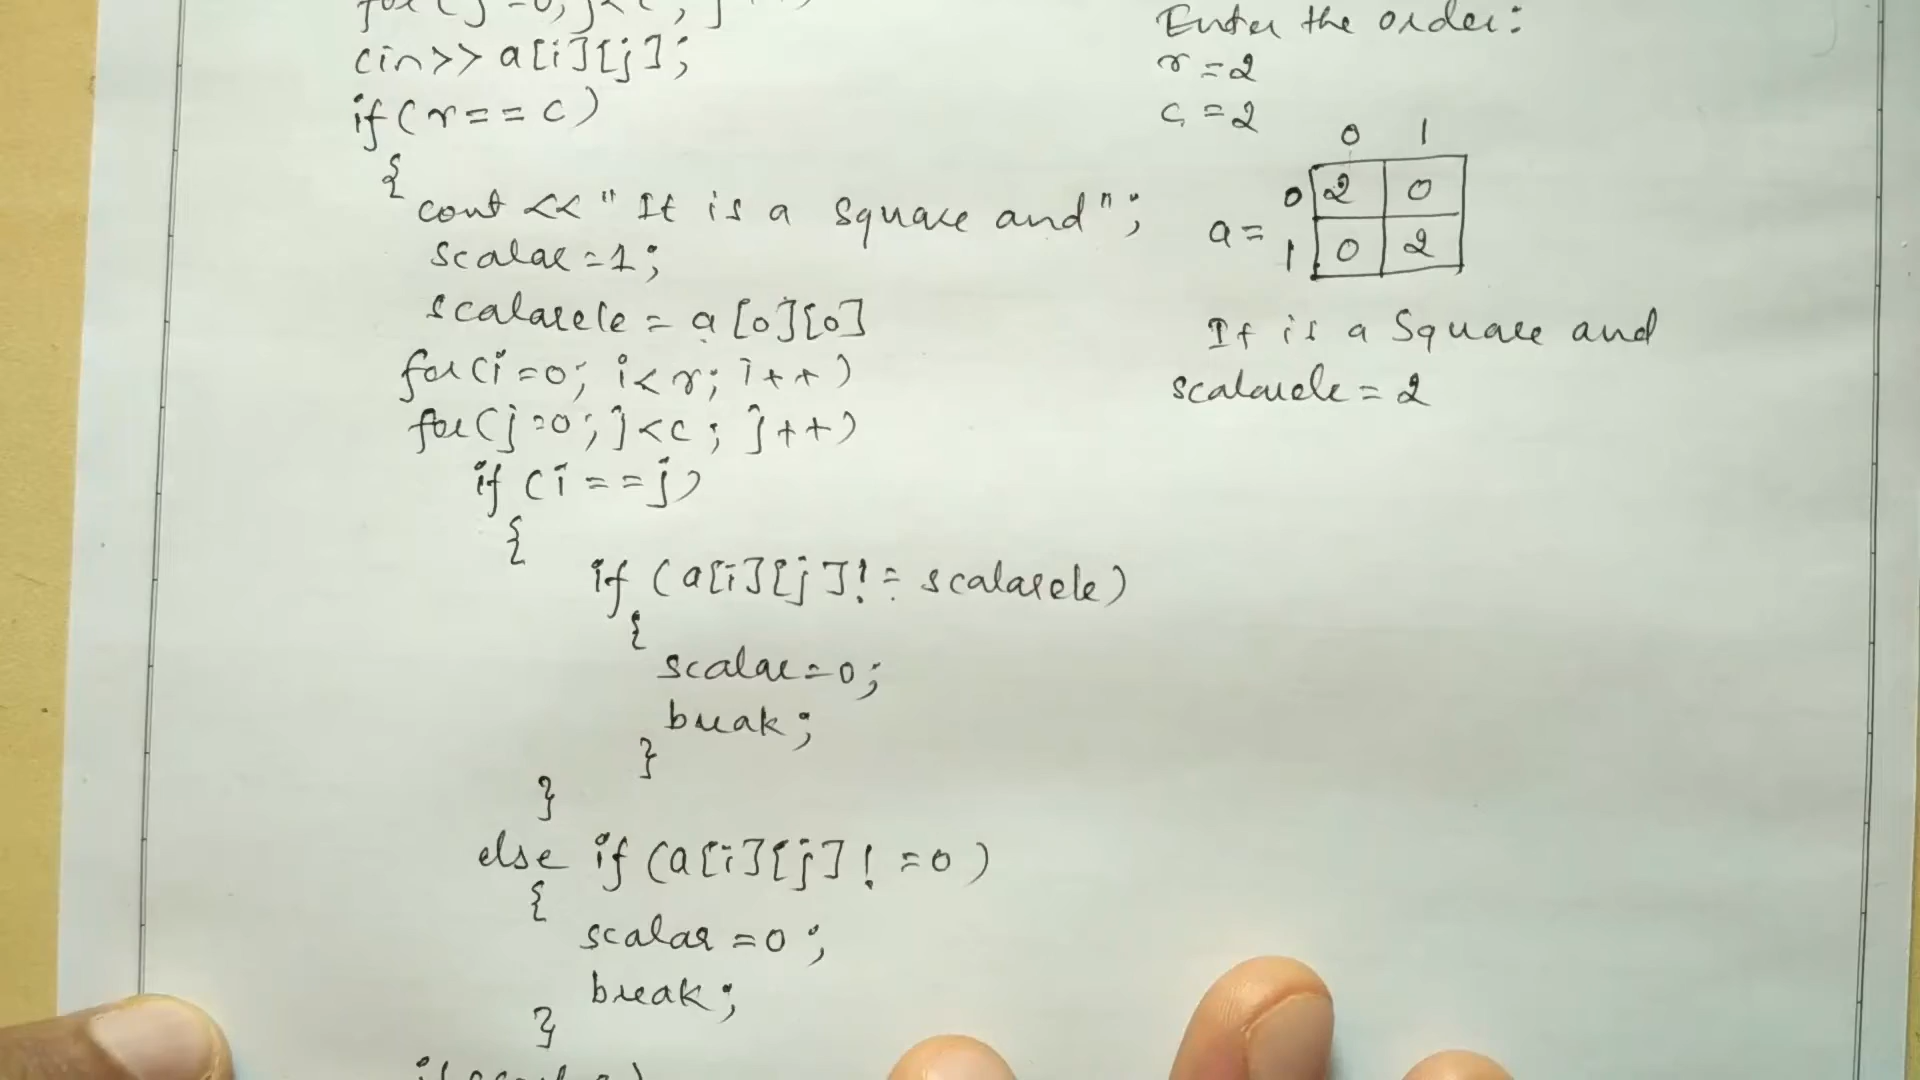 cin>> a[i][j];
if(r==c)
{
cout << " It is a square and";
scalar=1;
scalarele = a[0][0]
for(i=0; i<r; i++)
for(j=0; j<c; j++)
if (i==j)
{
if (a[i][j]!= scalarele)
{
scalar=0;
break;
}
}
else if (a[i][j]! =0)
{
scalar =0;
break;
}
Enter the order:
r=2
c=2
0 1
0 2 0
a=
1 0 2
It is a Square and
scalarele = 2